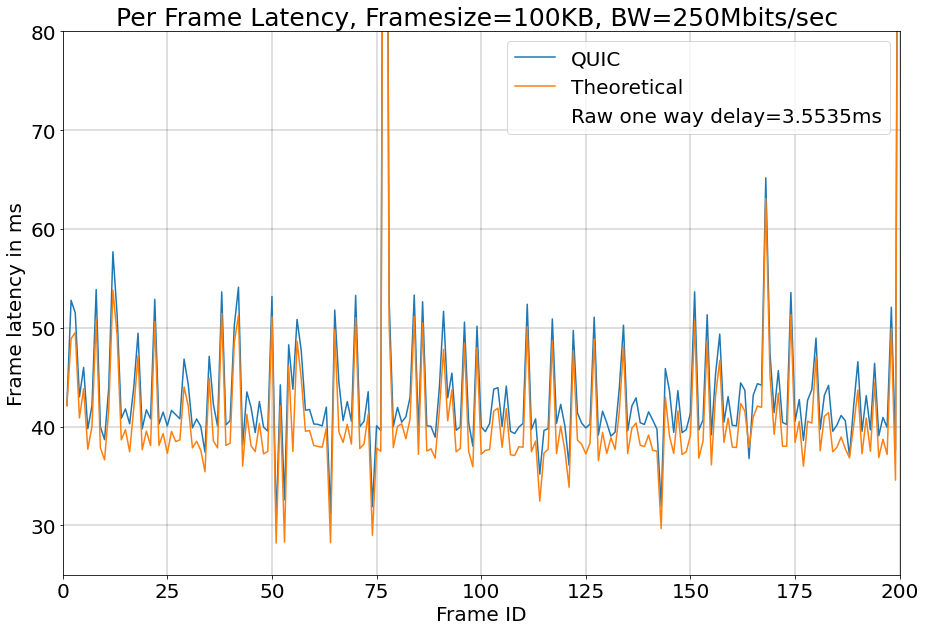 Per Frame Latency, Framesize=100KB, BW=250Mbits/sec
QUIC
Theoretical
Raw one way delay=3.5535ms
Frame latency in ms
80
70
60
50
40
30
0 25 50 75 100 125 150 175 200
Frame ID